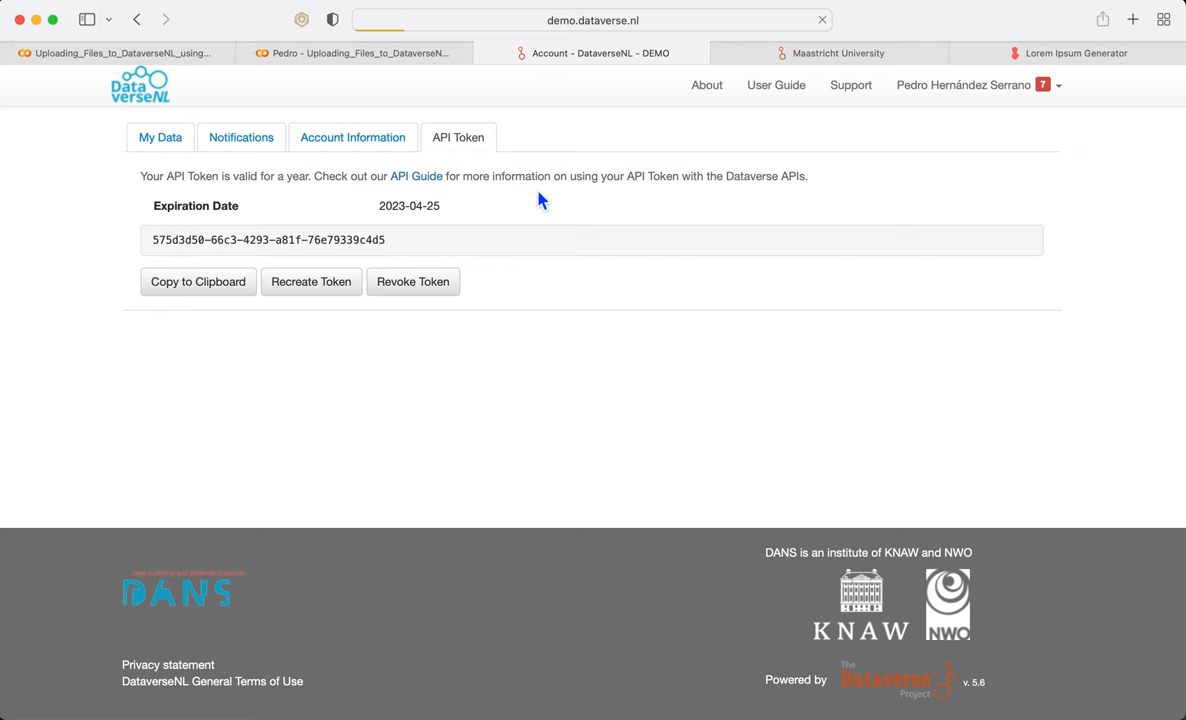 demo.dataverse.nl
Uploading_Files_to_DataverseNL_using...
Pedro - Uploading_Files_to_DataverseN...
Account - DataverseNL - DEMO
Maastricht University
Lorem Ipsum Generator
Data
verseNL
About
User Guide
Support
Pedro Hernández Serrano 7
My Data
Notifications
Account Information
API Token
Your API Token is valid for a year. Check out our API Guide for more information on using your API Token with the Dataverse APIs.
Expiration Date
2023-04-25
575d3d50-66c3-4293-a81f-76e79339c4d5
Copy to Clipboard
Recreate Token
Revoke Token
DANS is an institute of KNAW and NWO
DANS
KNAW
NWO
Privacy statement
DataverseNL General Terms of Use
Powered by
The
Dataverse
Project
v. 5.6